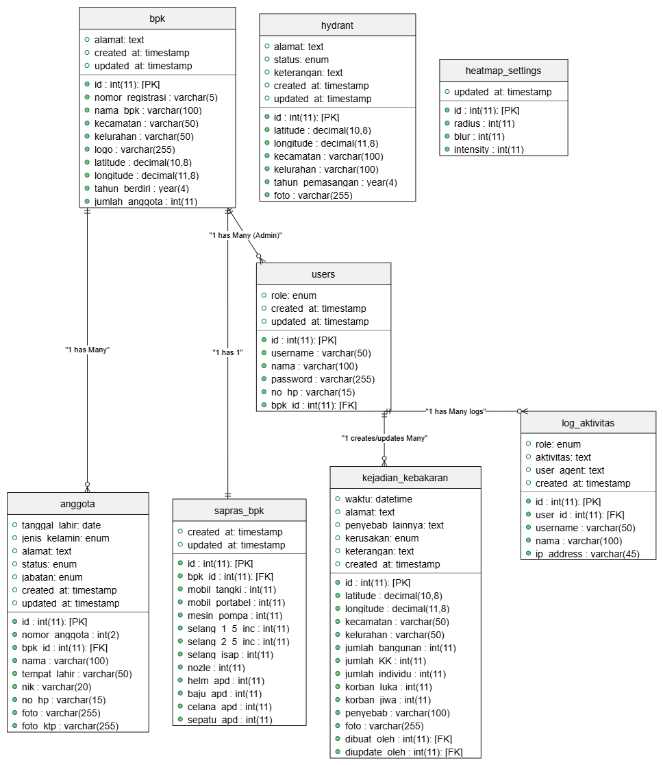 bpk
alamat: text
created_at: timestamp
updated_at: timestamp
id : int(11): [PK]
nomor_registrasi : varchar(5)
nama_bpk : varchar(100)
kecamatan : varchar(50)
kelurahan : varchar(50)
logo : varchar(255)
latitude : decimal(10,8)
longitude : decimal(11,8)
tahun_berdiri : year(4)
jumlah_anggota : int(11)
hydrant
alamat: text
status: enum
keterangan: text
created_at: timestamp
updated_at: timestamp
id : int(11): [PK]
latitude : decimal(10,8)
longitude : decimal(11,8)
kecamatan : varchar(100)
kelurahan : varchar(100)
tahun_pemasangan : year(4)
foto : varchar(255)
heatmap_settings
updated_at: timestamp
id : int(11): [PK]
radius : int(11)
blur : int(11)
intensity : int(11)
"1 has Many (Admin)"
users
role: enum
created_at: timestamp
updated_at: timestamp
id : int(11): [PK]
username : varchar(50)
nama : varchar(100)
password : varchar(255)
no_hp : varchar(15)
bpk_id : int(11): [FK]
"1 has Many"
"1 has 1"
"1 has Many logs"
"1 creates/updates Many"
log_aktivitas
role: enum
aktivitas: text
user_agent: text
created_at: timestamp
id : int(11): [PK]
user_id : int(11): [FK]
username : varchar(50)
nama : varchar(100)
ip_address : varchar(45)
anggota
tanggal_lahir: date
jenis_kelamin: enum
alamat: text
status: enum
jabatan: enum
created_at: timestamp
updated_at: timestamp
id : int(11): [PK]
nomor_anggota : int(2)
bpk_id : int(11): [FK]
nama : varchar(100)
tempat_lahir : varchar(50)
nik : varchar(20)
no_hp : varchar(15)
foto : varchar(255)
foto_ktp : varchar(255)
sapras_bpk
created_at: timestamp
updated_at: timestamp
id : int(11): [PK]
bpk_id : int(11): [FK]
mobil_tangki : int(11)
mobil_portabel : int(11)
mesin_pompa : int(11)
selang_1_5_inc : int(11)
selang_2_5_inc : int(11)
selang_isap : int(11)
nozle : int(11)
helm_apd : int(11)
baju_apd : int(11)
celana_apd : int(11)
sepatu_apd : int(11)
kejadian_kebakaran
waktu: datetime
alamat: text
penyebab_lainnya: text
kerusakan: enum
keterangan: text
created_at: timestamp
id : int(11): [PK]
latitude : decimal(10,8)
longitude : decimal(11,8)
kecamatan : varchar(50)
kelurahan : varchar(50)
jumlah_bangunan : int(11)
jumlah_KK : int(11)
jumlah_individu : int(11)
korban_luka : int(11)
korban_jiwa : int(11)
penyebab : varchar(100)
foto : varchar(255)
dibuat_oleh : int(11): [FK]
diupdate_oleh : int(11): [FK]